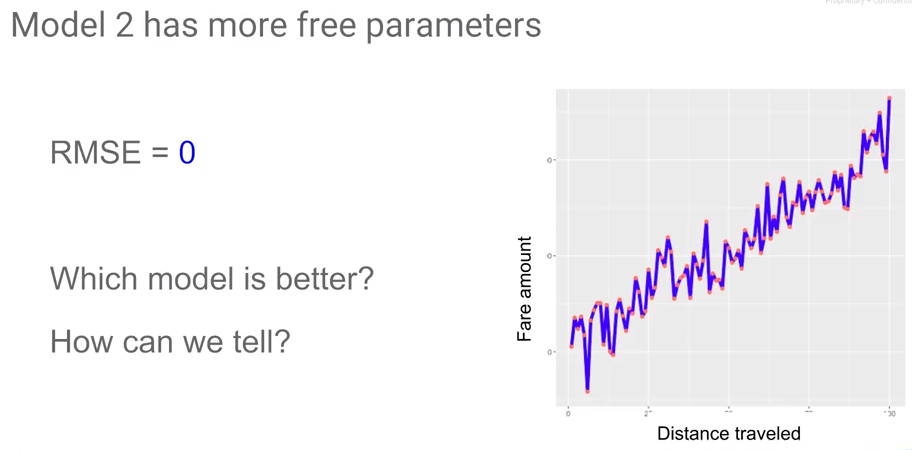 Model 2 has more free parameters
RMSE = 0
Which model is better?
How can we tell?
Fare amount
0
0
0
0
Distance traveled